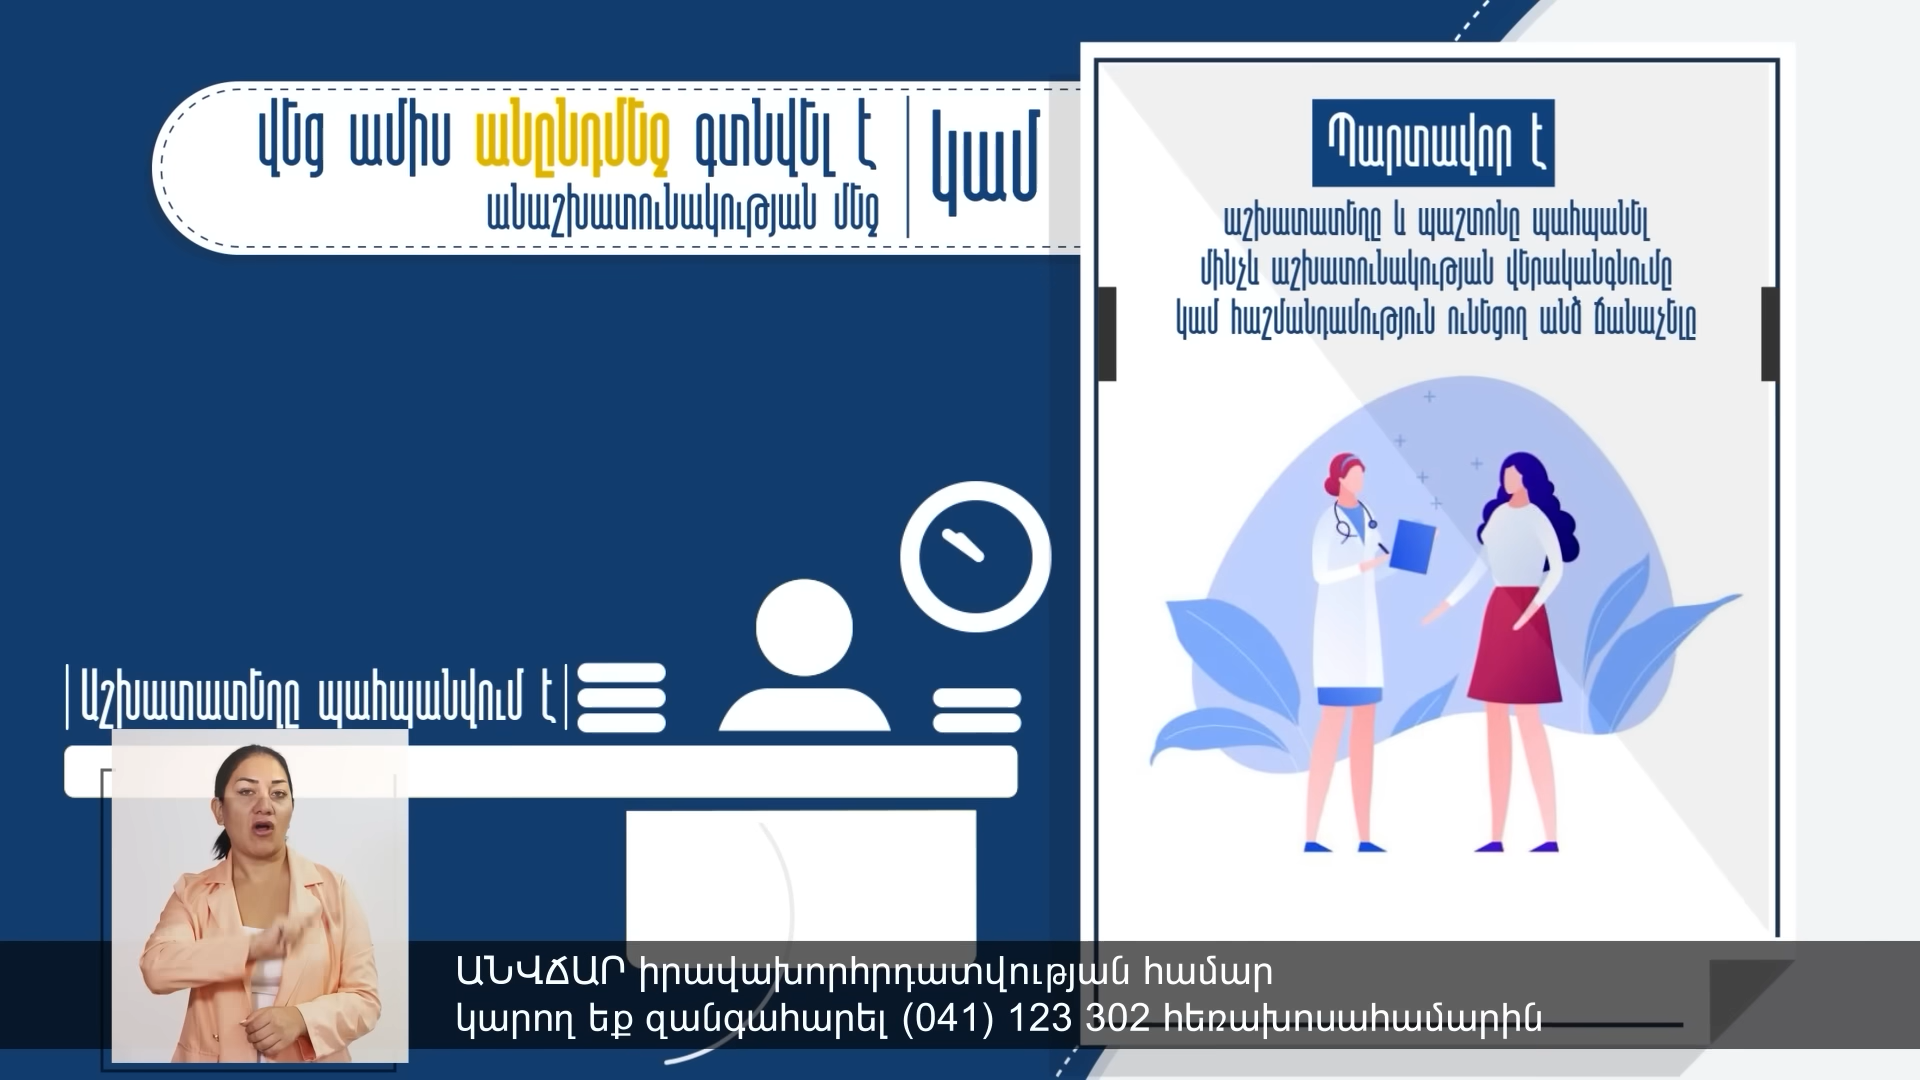 վեց ամիս անընդմեջ գտնվել է
անաշխատունակության մեջ
կամ
Պարտավոր է
աշխատատեղը և պաշտոնը պահպանել
մինչև աշխատունակության վերականգնումը
կամ հաշմանդամություն ունեցող անձ ճանաչելը
Աշխատատեղը պահպանվում է
ԱՆՎՃԱՐ իրավախորհրդատվության համար
կարող եք զանգահարել (041) 123 302 հեռախոսահամարին